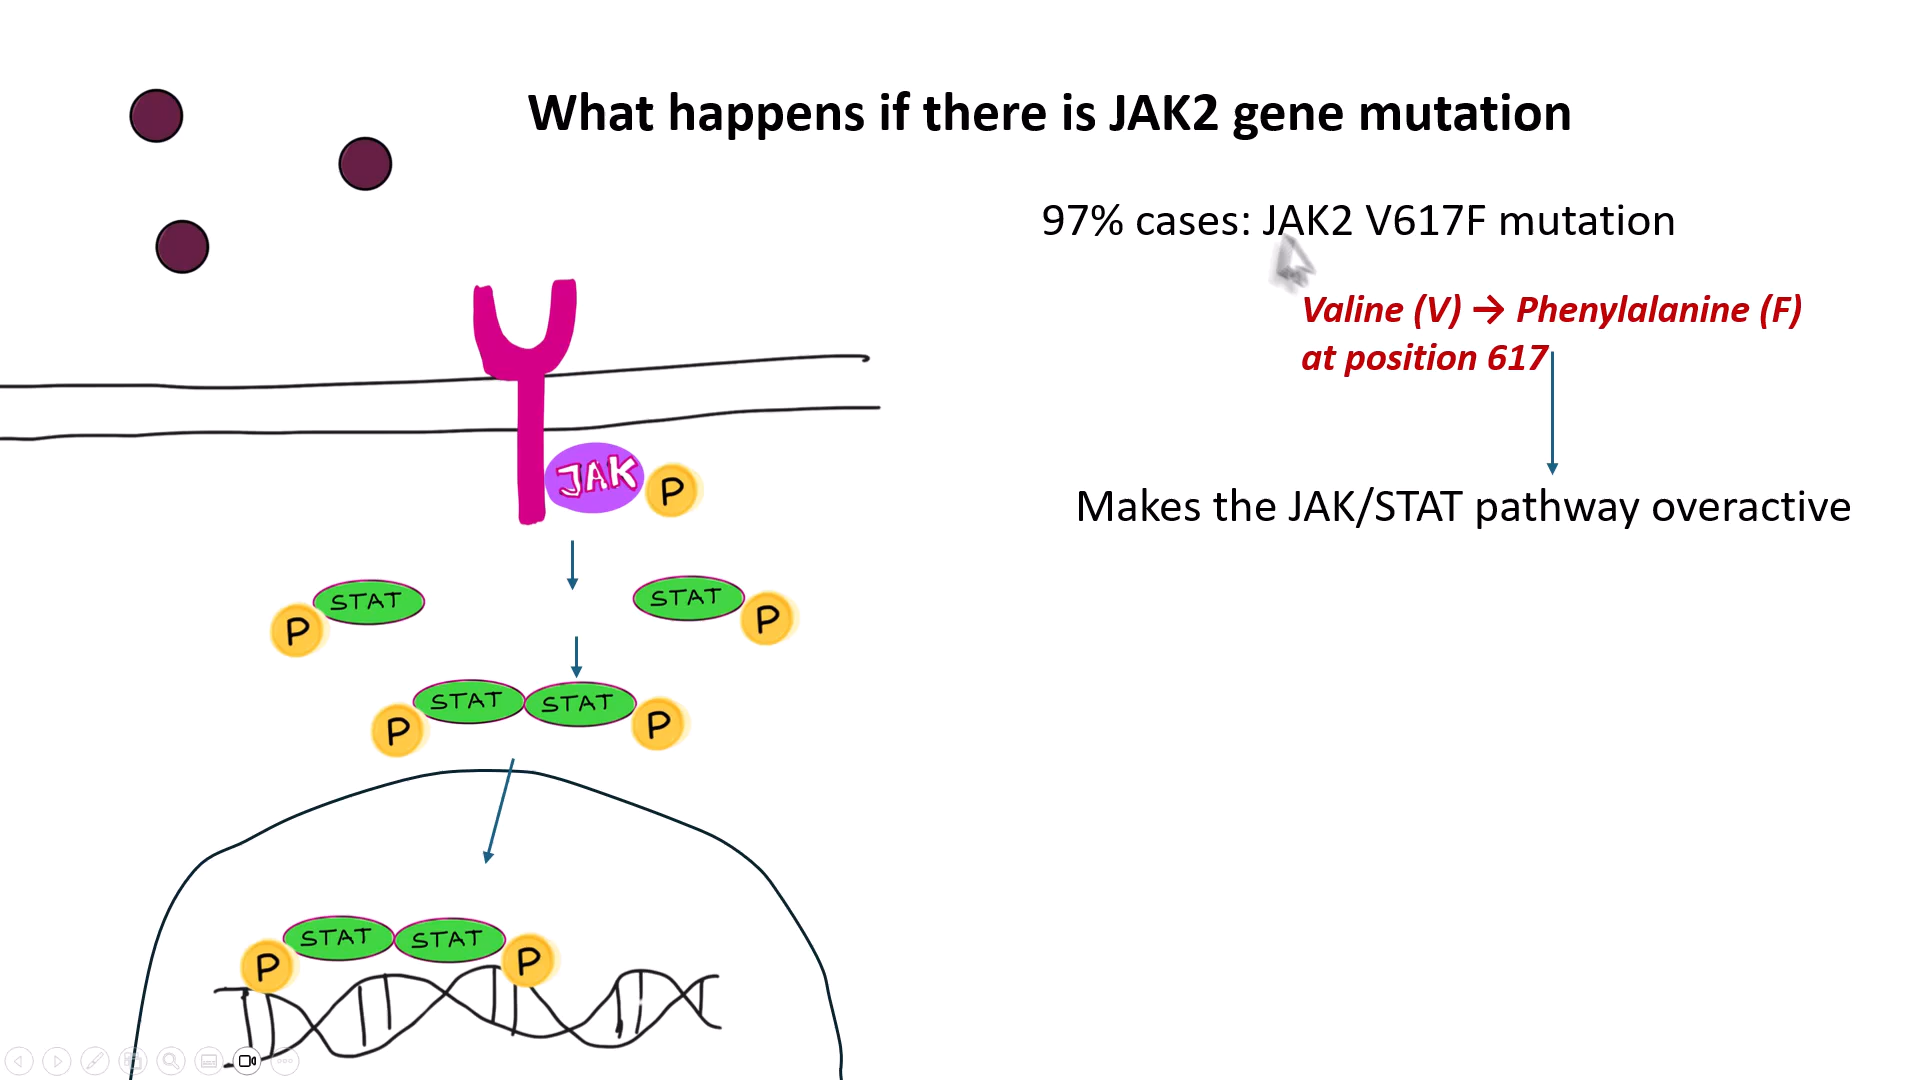 What happens if there is JAK2 gene mutation
97% cases: JAK2 V617F mutation
Valine (V) → Phenylalanine (F)
at position 617
Makes the JAK/STAT pathway overactive
JAK
P
STAT
P
STAT
P
STAT
STAT
P
P
STAT
STAT
P
P